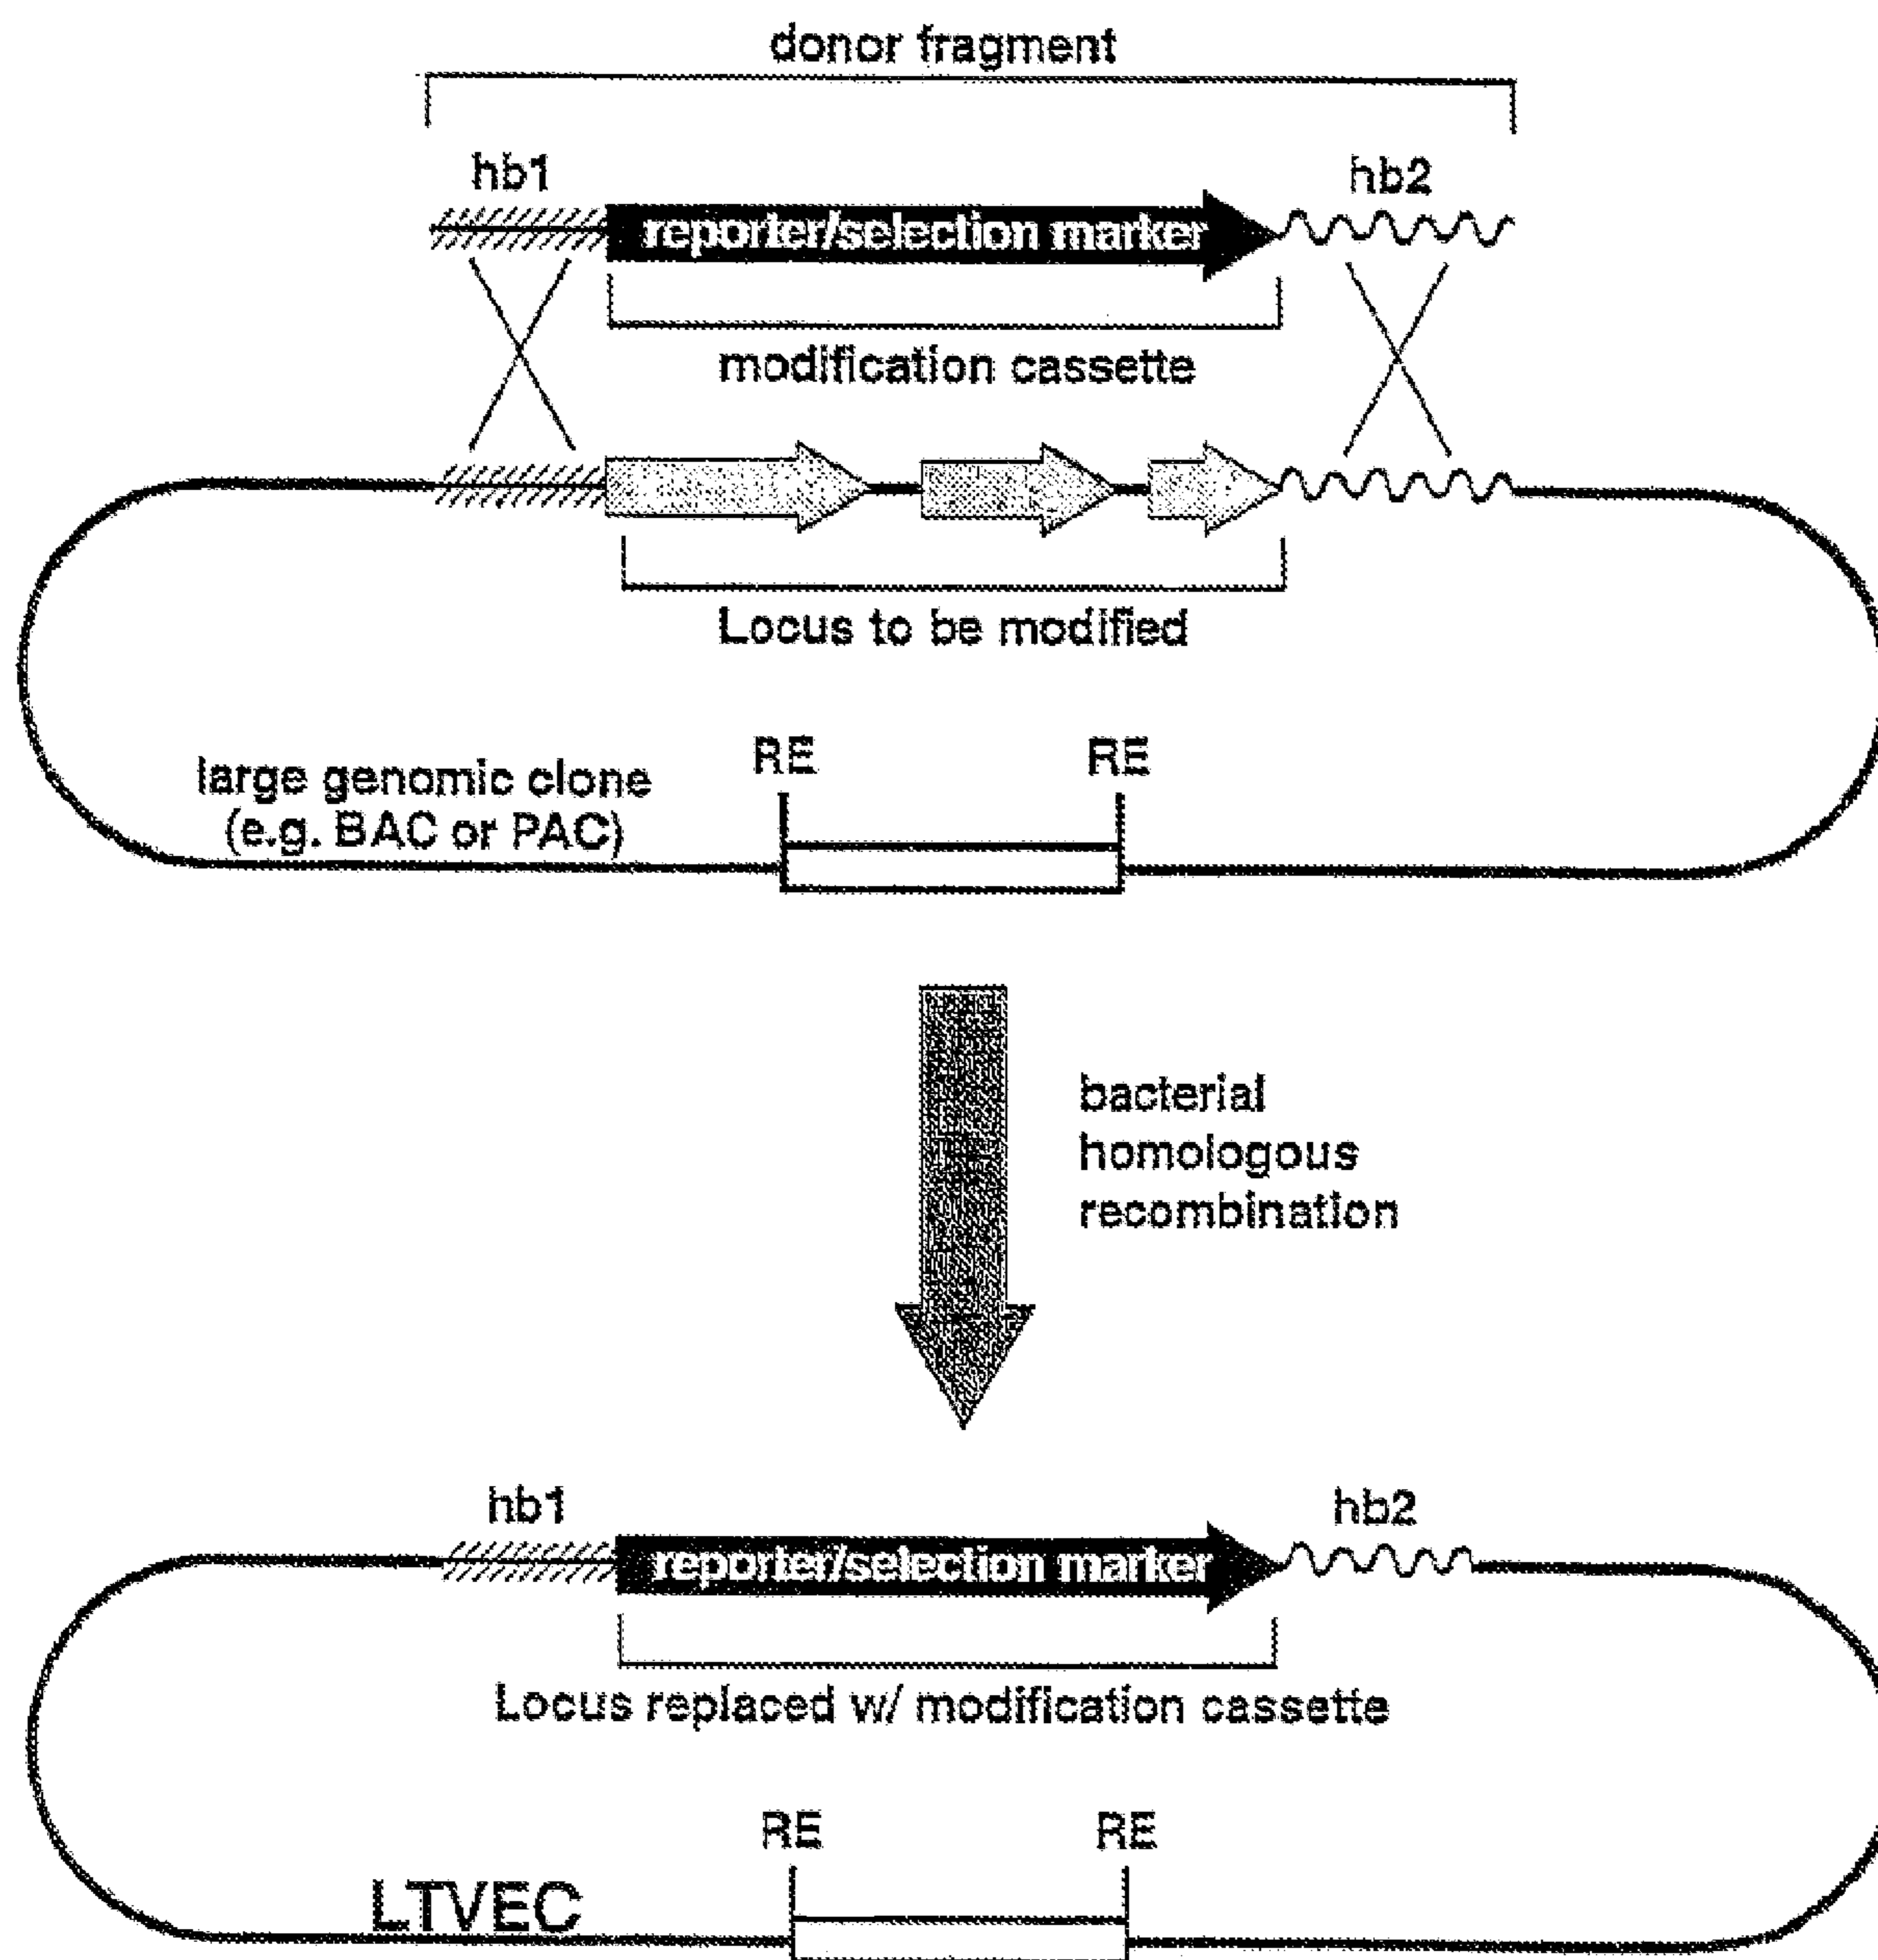 donor fragment
hb1
hb2
reporter/selection marker
modification cassette
Locus to be modified
RE
RE
large genomic clone
(e.g. BAC or PAC)
bacterial
homologous
recombination
hb1
hb2
reporter/selection marker
Locus replaced w/ modification cassette
RE
RE
LTVEC